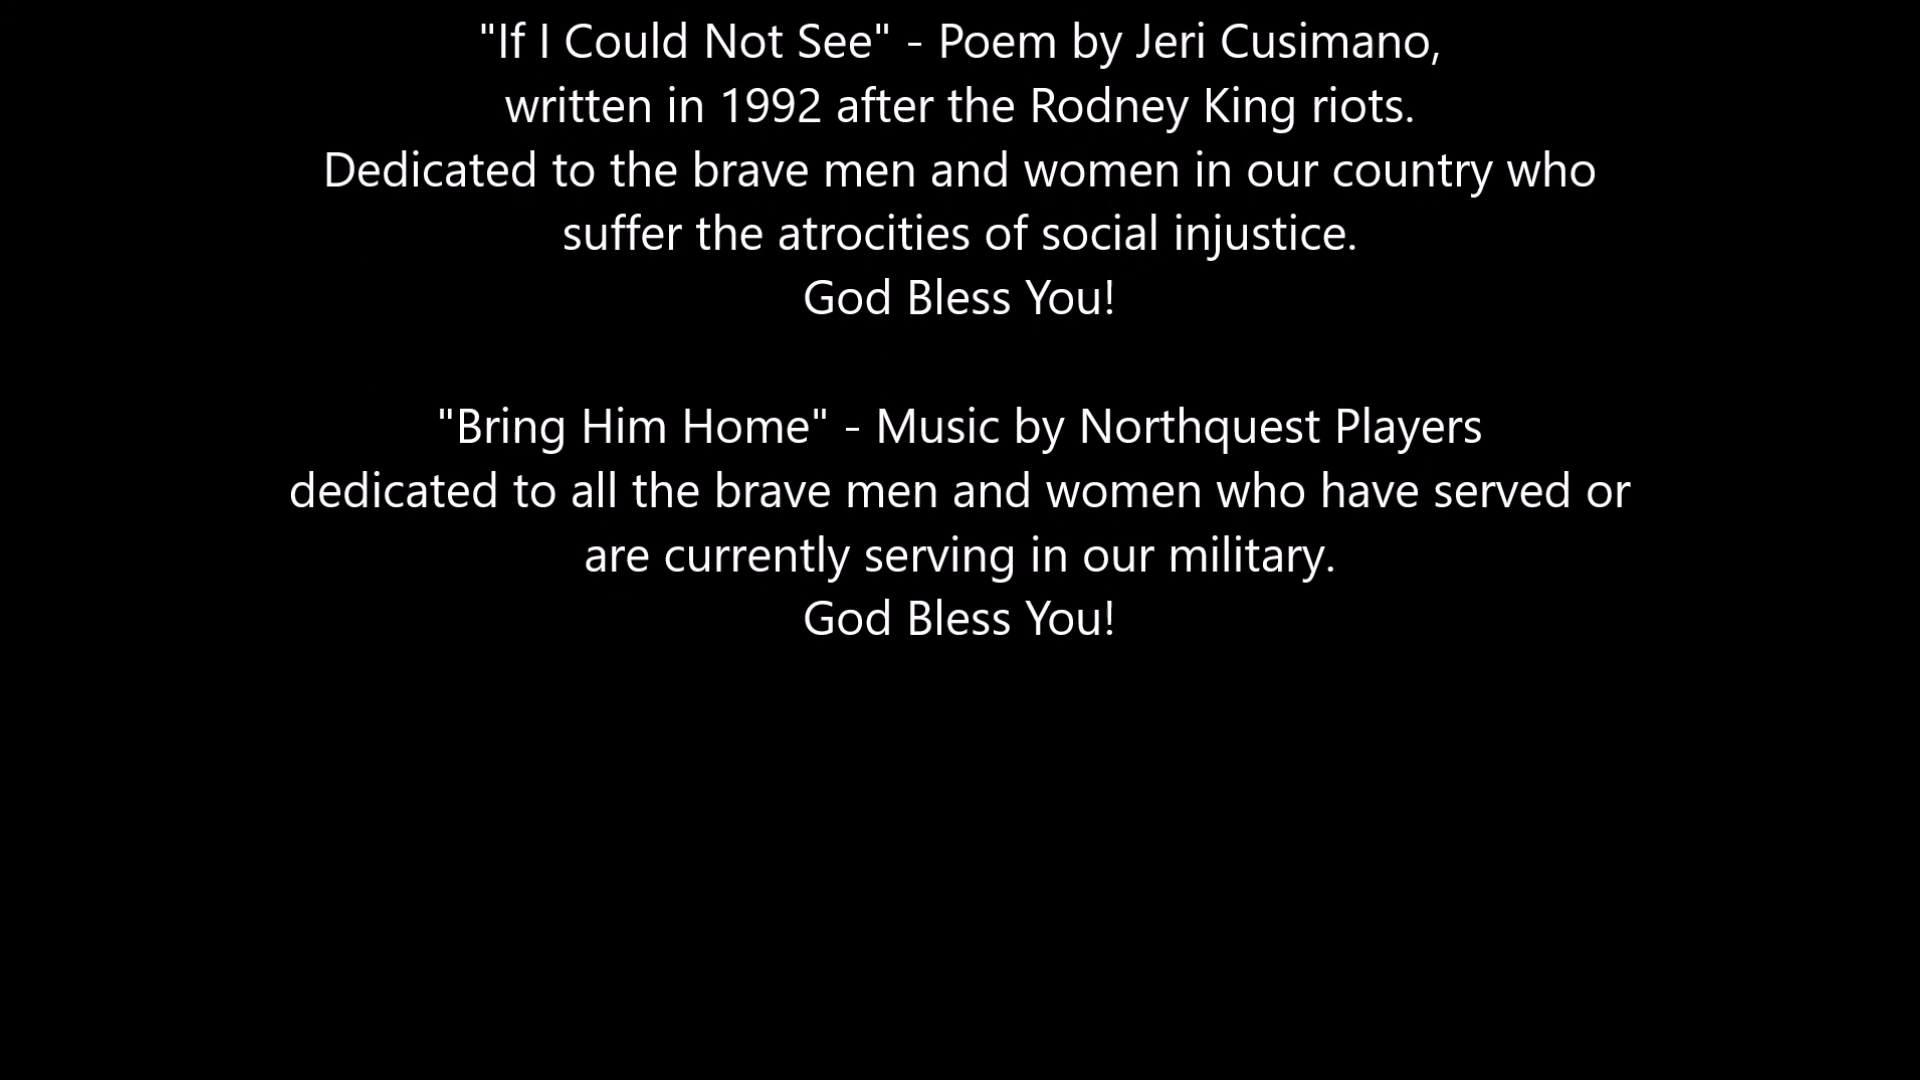 "If I Could Not See" - Poem by Jeri Cusimano,
written in 1992 after the Rodney King riots.
Dedicated to the brave men and women in our country who
suffer the atrocities of social injustice.
God Bless You!
"Bring Him Home" - Music by Northquest Players
dedicated to all the brave men and women who have served or
are currently serving in our military.
God Bless You!